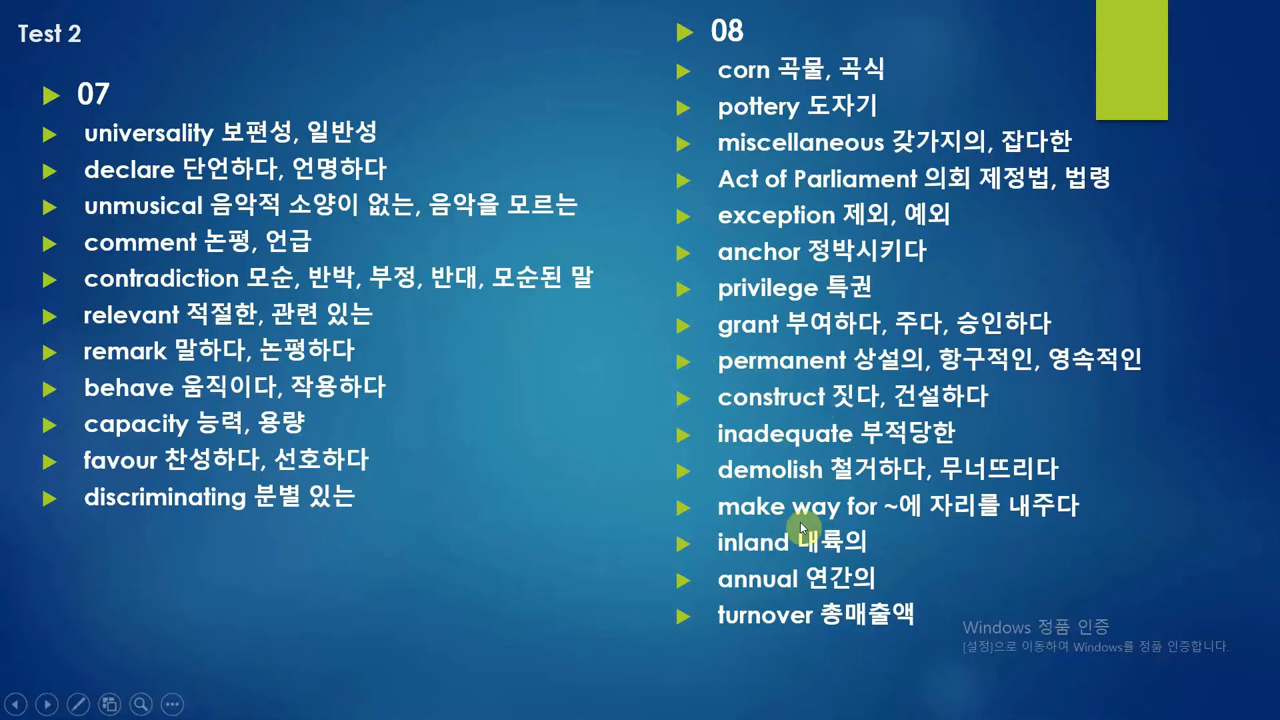 Test 2
07
universality 보편성, 일반성
declare 단언하다, 언명하다
unmusical 음악적 소양이 없는, 음악을 모르는
comment 논평, 언급
contradiction 모순, 반박, 부정, 반대, 모순된 말
relevant 적절한, 관련 있는
remark 말하다, 논평하다
behave 움직이다, 작용하다
capacity 능력, 용량
favour 찬성하다, 선호하다
discriminating 분별 있는
08
corn 곡물, 곡식
pottery 도자기
miscellaneous 갖가지의, 잡다한
Act of Parliament 의회 제정법, 법령
exception 제외, 예외
anchor 정박시키다
privilege 특권
grant 부여하다, 주다, 승인하다
permanent 상설의, 항구적인, 영속적인
construct 짓다, 건설하다
inadequate 부적당한
demolish 철거하다, 무너뜨리다
make way for ~에 자리를 내주다
inland 내륙의
annual 연간의
turnover 총매출액
Windows 정품 인증
[설정]으로 이동하여 Windows를 정품 인증합니다.